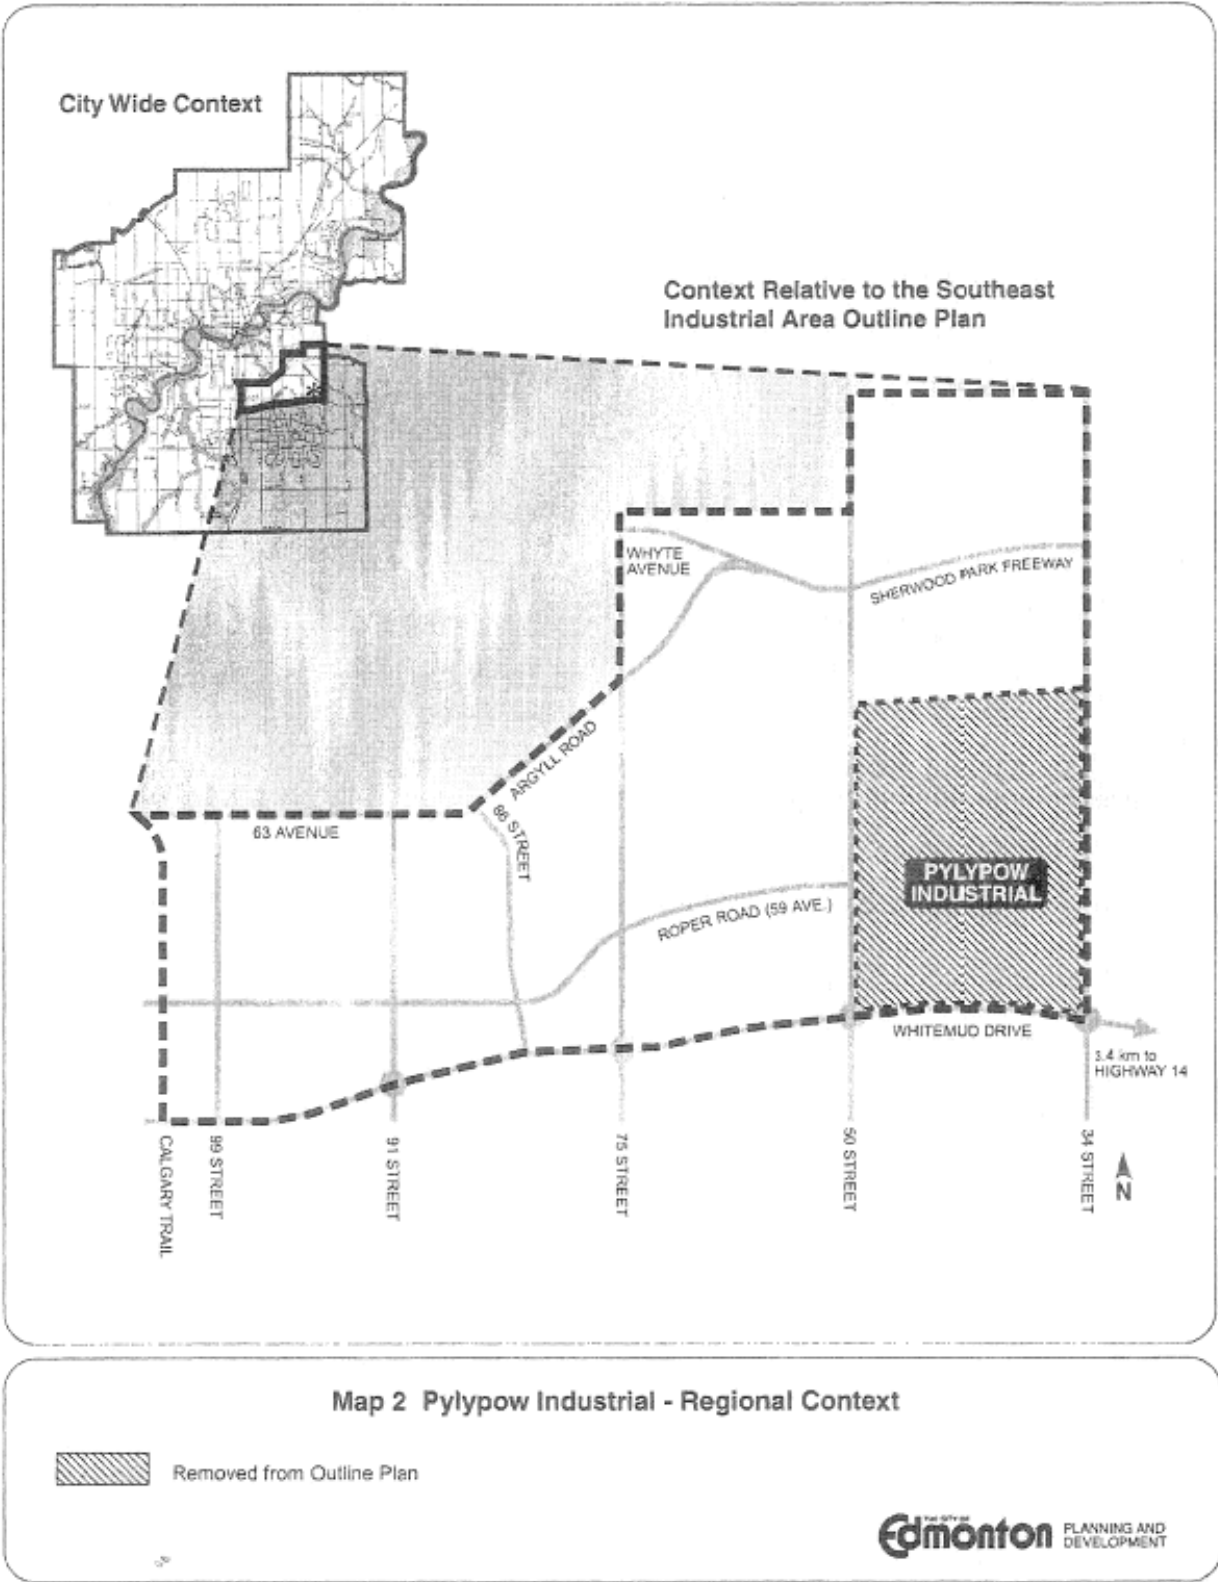 City Wide Context
Context Relative to the Southeast
Industrial Area Outline Plan
WHYTE
AVENUE
SHERWOOD PARK FREEWAY
ARGYLL ROAD
86 STREET
63 AVENUE
PYLYPOW
INDUSTRIAL
ROPER ROAD (59 AVE.)
WHITEMUD DRIVE
3.4 km to
HIGHWAY 14
CALGARY TRAIL
99 STREET
91 STREET
75 STREET
50 STREET
34 STREET
N
Map 2 Pylypow Industrial - Regional Context
Removed from Outline Plan
THE CITY OF
Edmonton
PLANNING AND
DEVELOPMENT